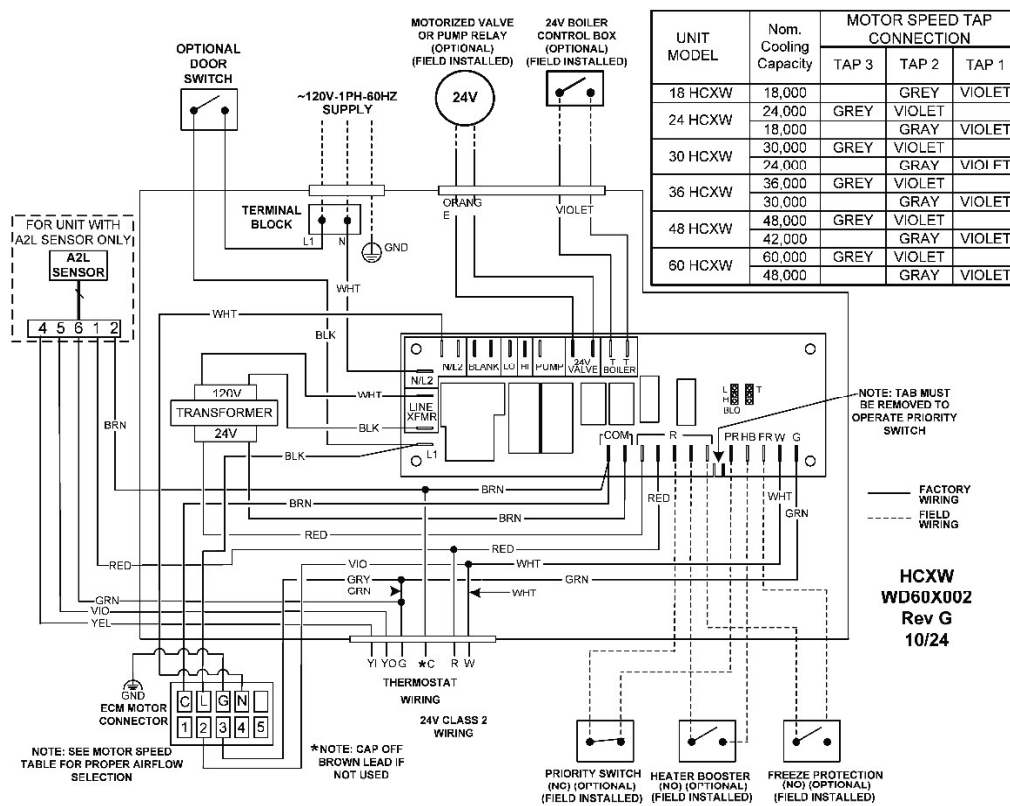 OPTIONAL
DOOR
SWITCH
~120V-1PH-60HZ
SUPPLY
MOTORIZED VALVE
OR PUMP RELAY
(OPTIONAL)
(FIELD INSTALLED)
24V
24V BOILER
CONTROL BOX
(OPTIONAL)
(FIELD INSTALLED)
UNIT
MODEL
Nom.
Cooling
Capacity
MOTOR SPEED TAP
CONNECTION
TAP 3 TAP 2 TAP 1
18 HCXW 18,000 GREY VIOLET
24 HCXW 24,000 GREY VIOLET
18,000 GRAY VIOLET
30 HCXW 30,000 GREY VIOLET
24,000 GRAY VIOLET
36 HCXW 36,000 GREY VIOLET
30,000 GRAY VIOLET
48 HCXW 48,000 GREY VIOLET
42,000 GRAY VIOLET
60 HCXW 60,000 GREY VIOLET
48,000 GRAY VIOLET
FOR UNIT WITH
A2L SENSOR ONLY
A2L
SENSOR
4 5 6 1 2
TERMINAL
BLOCK
L1 N
GND
ORANG
E
VIOLET
WHT
WHT
BLK
N/L2 BLANK LO HI PUMP 24V
VALVE
T T
BOILER
N/L2
LINE
XFMR
L1
120V
TRANSFORMER
24V
WHT
BLK
BLK
BRN
L
H
BLO
T
COM R PR HB FR W G
NOTE: TAB MUST
BE REMOVED TO
OPERATE PRIORITY
SWITCH
BRN
BRN
BRN
RED
RED
RED
RED
WHT
GRN
VIO
WHT
GRY
GRN
GRN
WHT
GRN
VIO
YEL
FACTORY
WIRING
FIELD
WIRING
HCXW
WD60X002
Rev G
10/24
YI YO G *C R W
THERMOSTAT
WIRING
24V CLASS 2
WIRING
GND
ECM MOTOR
CONNECTOR
C L G N
1 2 3 4 5
NOTE: SEE MOTOR SPEED
TABLE FOR PROPER AIRFLOW
SELECTION
*NOTE: CAP OFF
BROWN LEAD IF
NOT USED
PRIORITY SWITCH
(NC) (OPTIONAL)
(FIELD INSTALLED)
HEATER BOOSTER
(NO) (OPTIONAL)
(FIELD INSTALLED)
FREEZE PROTECTION
(NO) (OPTIONAL)
(FIELD INSTALLED)